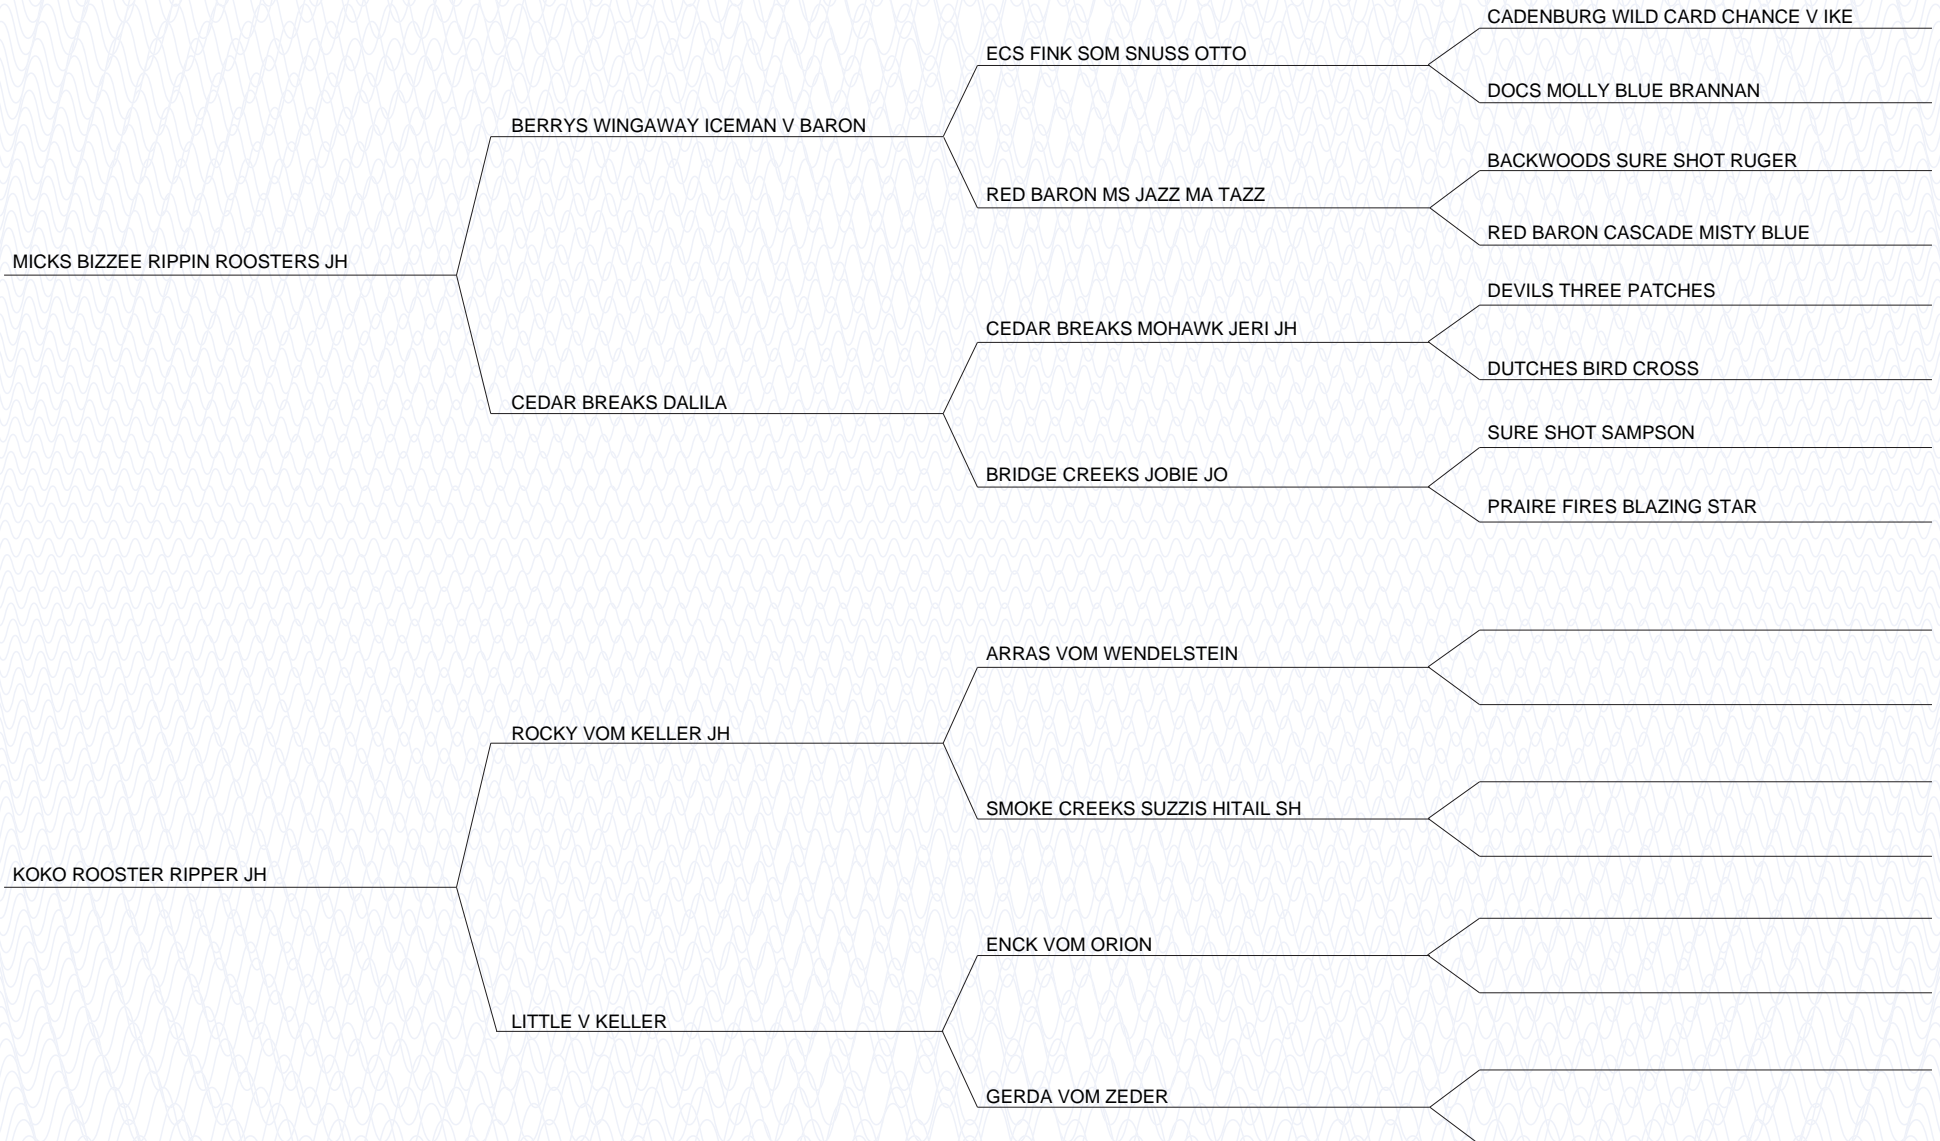 CADENBURG WILD CARD CHANCE V IKE
ECS FINK SOM SNUSS OTTO
DOCS MOLLY BLUE BRANNAN
BERRYS WINGAWAY ICEMAN V BARON
BACKWOODS SURE SHOT RUGER
RED BARON MS JAZZ MA TAZZ
RED BARON CASCADE MISTY BLUE
MICKS BIZZEE RIPPIN ROOSTERS JH
DEVILS THREE PATCHES
CEDAR BREAKS MOHAWK JERI JH
DUTCHES BIRD CROSS
CEDAR BREAKS DALILA
SURE SHOT SAMPSON
BRIDGE CREEKS JOBIE JO
PRAIRE FIRES BLAZING STAR
ARRAS VOM WENDELSTEIN
ROCKY VOM KELLER JH
SMOKE CREEKS SUZZIS HITAIL SH
KOKO ROOSTER RIPPER JH
ENCK VOM ORION
LITTLE V KELLER
GERDA VOM ZEDER